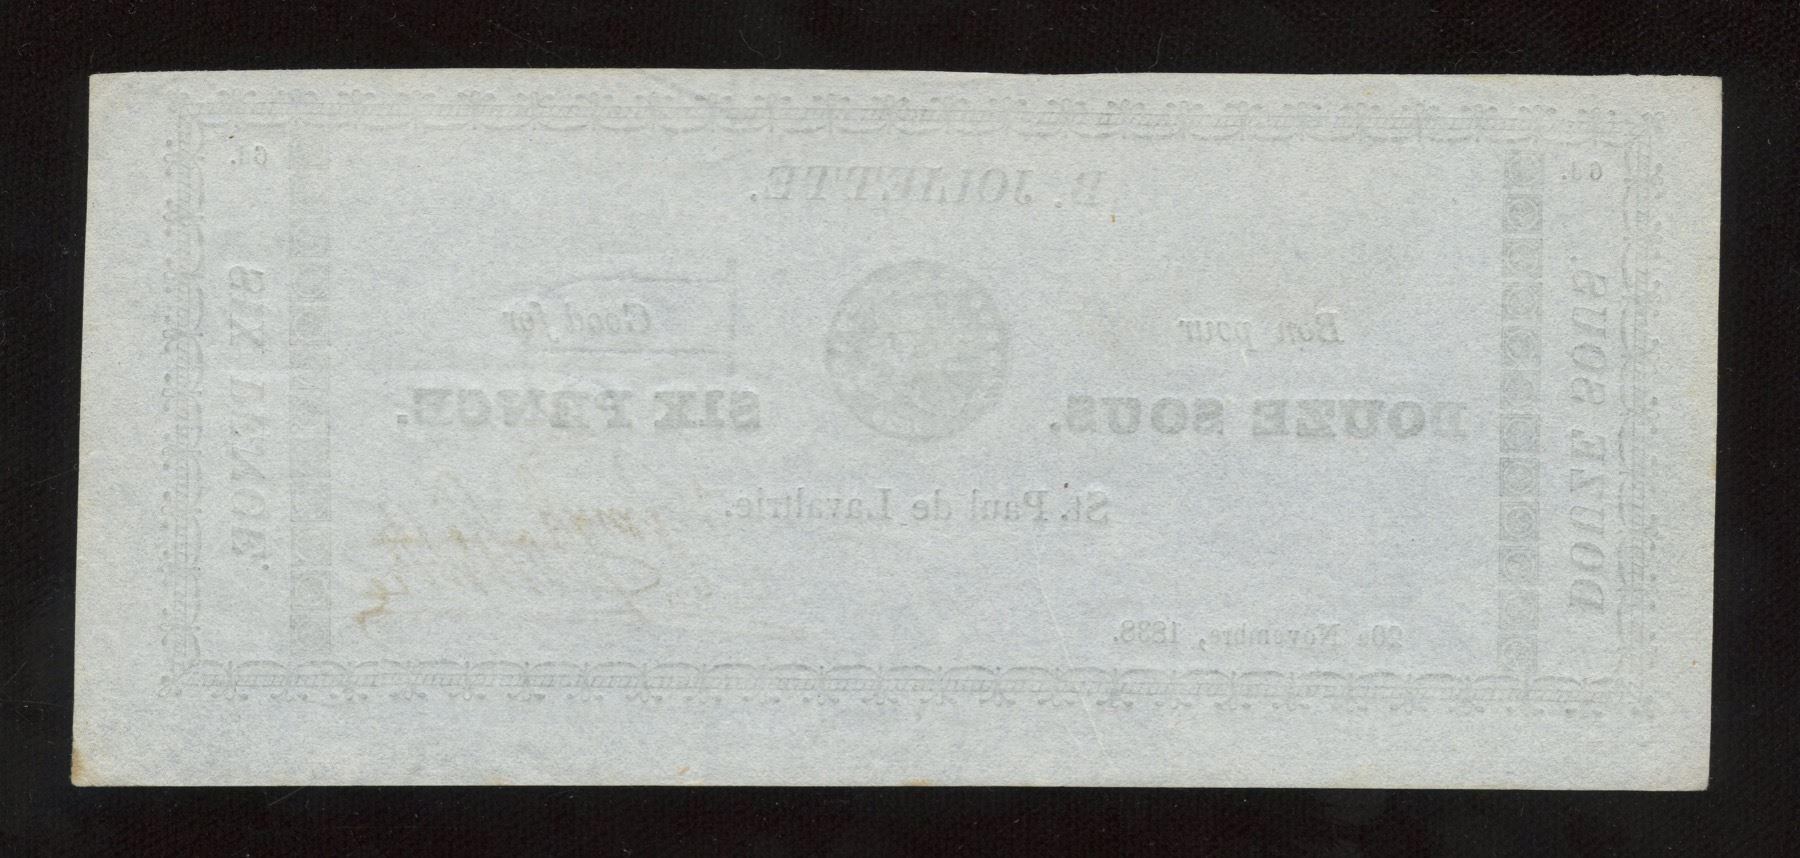 B. JOLIETTE.
6d.
6d.
Bon pour
Good for
DOUZE SOUS.
SIX PENCE.
St. Paul de Lavaltrie.
20e Novembre, 1838.
DOUZE SOUS.
SIX PENCE.